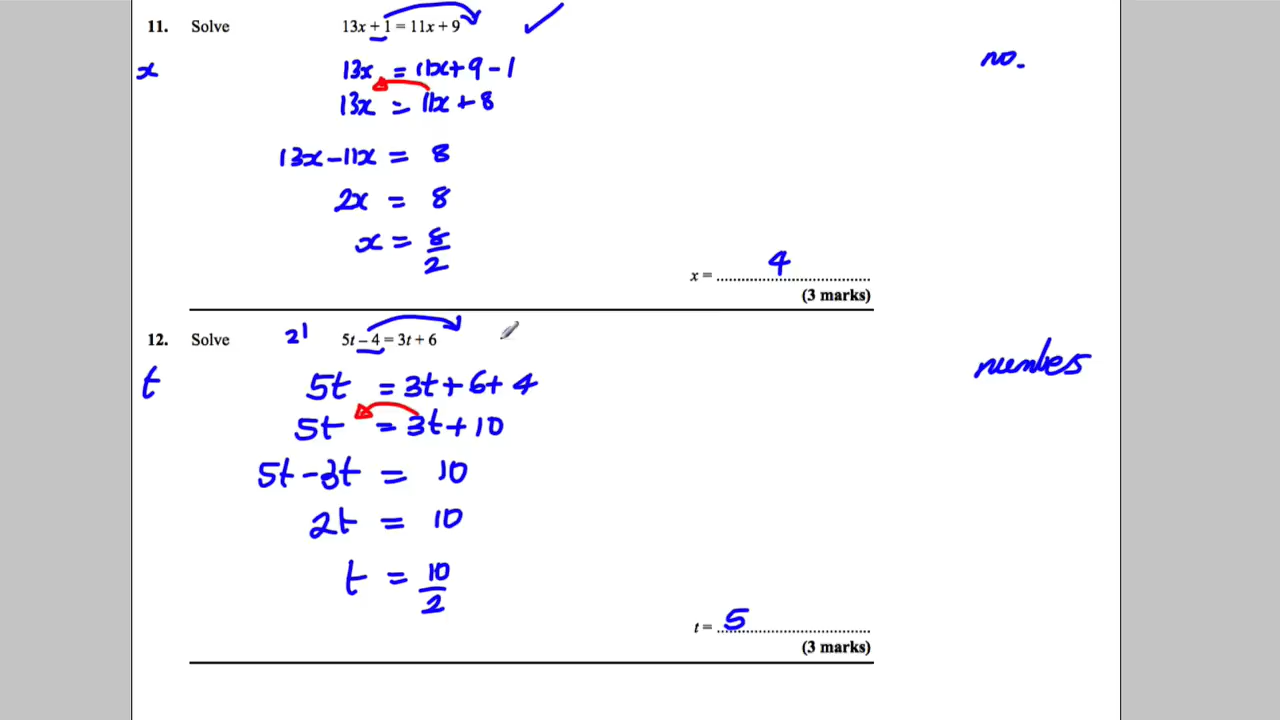 11. Solve 13x + 1 = 11x + 9 ✓
x 13x = 11x + 9 - 1 no.
13x = 11x + 8
13x - 11x = 8
2x = 8
x = 8/2
x = 4
(3 marks)
12. Solve 21 5t – 4 = 3t + 6
t 5t = 3t + 6 + 4 numbers
5t = 3t + 10
5t - 3t = 10
2t = 10
t = 10/2
t = 5
(3 marks)